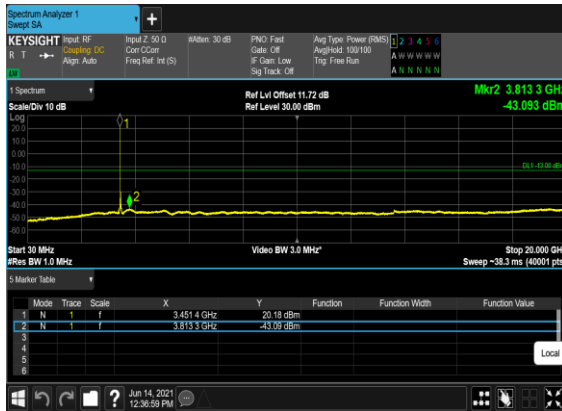 Spectrum Analyzer 1
Swept SA
KEYSIGHT
R T
Input: RF
Coupling: DC
Align: Auto
Input Z: 50 Ω
Corr CCorr
Freq Ref: Int (S)
#Atten: 30 dB
PNO: Fast
Gate: Off
IF Gain: Low
Sig Track: Off
Avg Type: Power (RMS)
Avg|Hold: 100/100
Trig: Free Run
1 2 3 4 5 6
A W W W W W
A N N N N N
1 Spectrum
Scale/Div 10 dB
Ref Lvl Offset 11.72 dB
Ref Level 30.00 dBm
Mkr2 3.813 3 GHz
-43.093 dBm
Log
20.0
10.0
0.00
-10.0
-20.0
-30.0
-40.0
-50.0
-60.0
1
2
DL1 -13.00 dBm
Start 30 MHz
#Res BW 1.0 MHz
Video BW 3.0 MHz*
Stop 20.000 GHz
Sweep ~38.3 ms (40001 pts)
5 Marker Table
Mode Trace Scale X Y Function Function Width Function Value
1 N 1 f 3.451 4 GHz 20.18 dBm
2 N 1 f 3.813 3 GHz -43.09 dBm
3
4
5
6
Local
?
Jun 14, 2021
12:36:59 PM